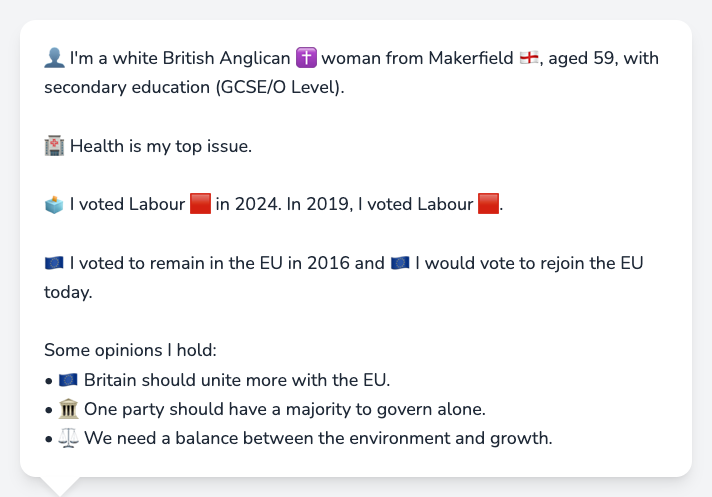 👤 I'm a white British Anglican ✝️ woman from Makerfield 🏴󠁧󠁢󠁥󠁮󠁧󠁿, aged 59, with
secondary education (GCSE/O Level).
🏥 Health is my top issue.
🗳️ I voted Labour 🟥 in 2024. In 2019, I voted Labour 🟥.
🇪🇺 I voted to remain in the EU in 2016 and 🇪🇺 I would vote to rejoin the EU
today.
Some opinions I hold:
• 🇪🇺 Britain should unite more with the EU.
• 🏛️ One party should have a majority to govern alone.
• ⚖️ We need a balance between the environment and growth.